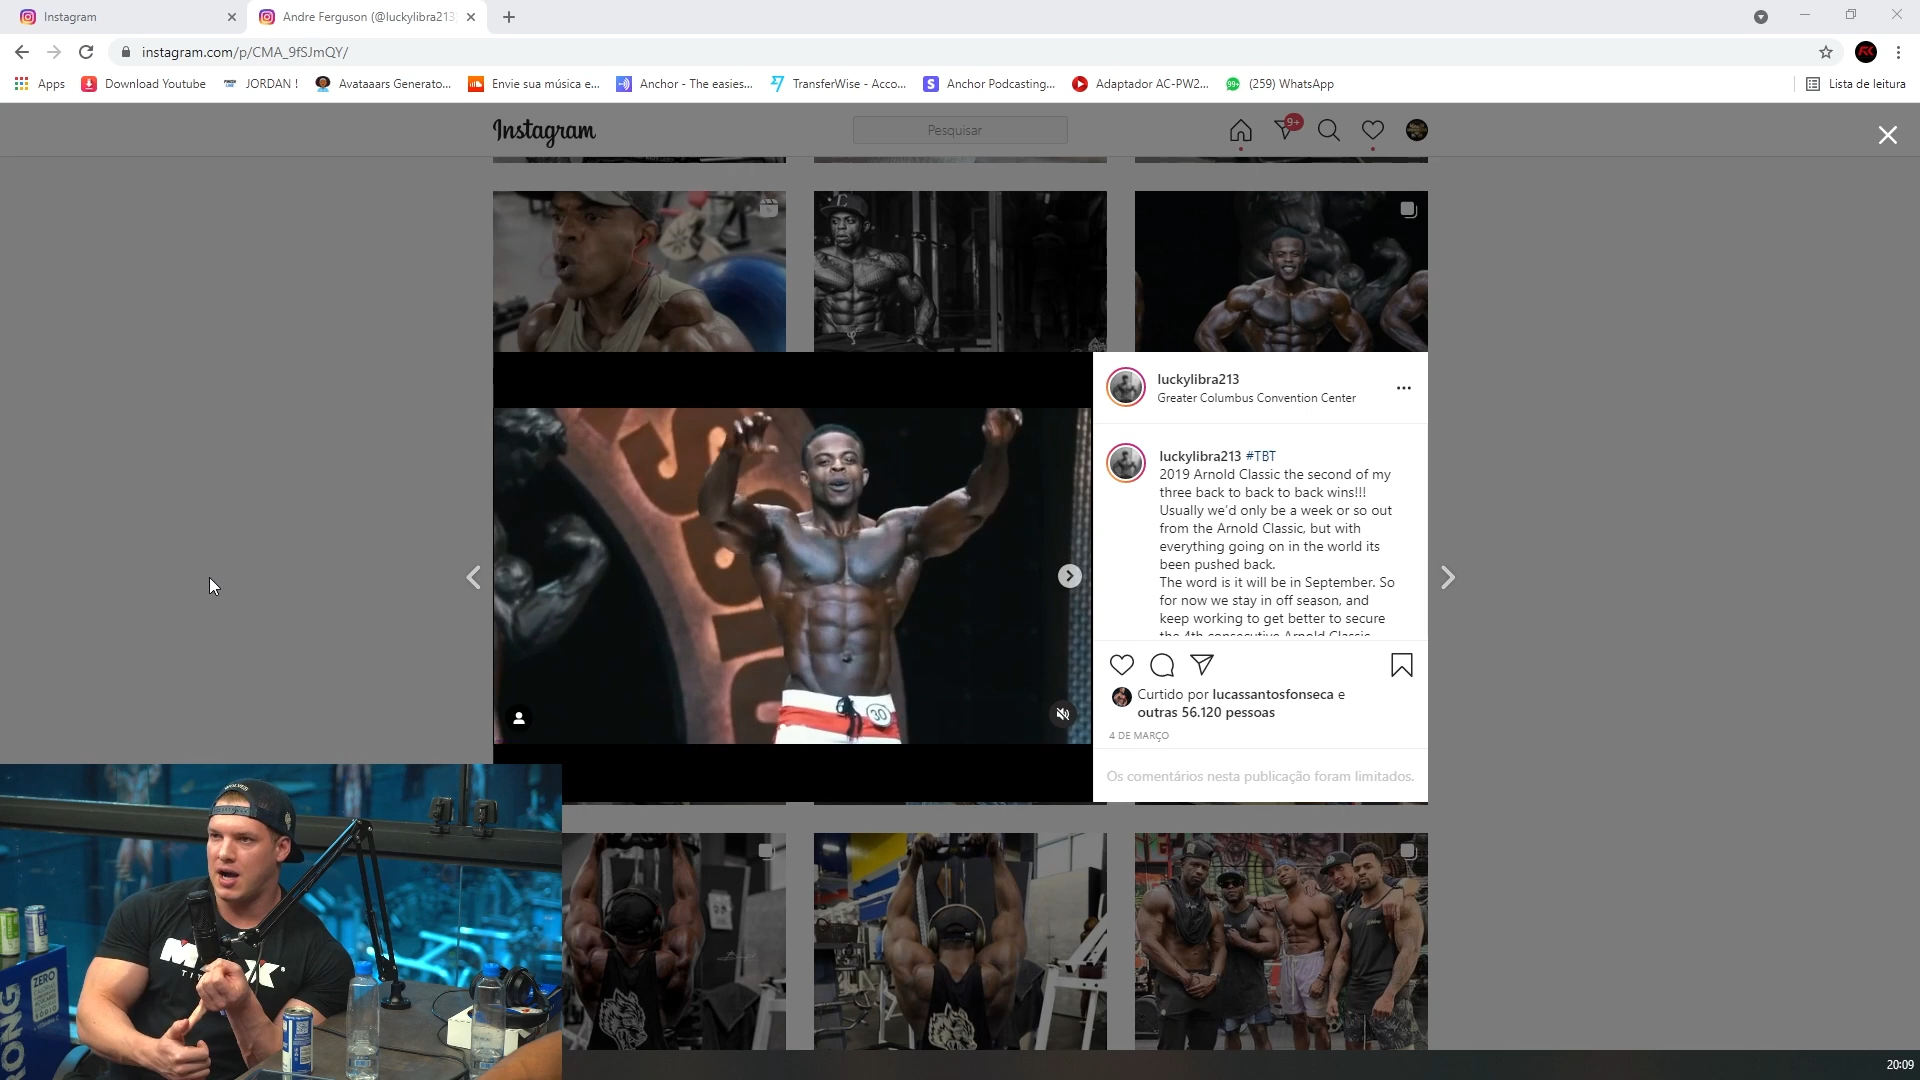 Instagram
Andre Ferguson (@luckylibra213
instagram.com/p/CMA_9fSJmQY/
Apps
Download Youtube
JORDAN !
Avataaars Generato...
Envie sua música e...
Anchor - The easies...
TransferWise - Acco...
Anchor Podcasting...
Adaptador AC-PW2...
(259) WhatsApp
Lista de leitura
Instagram
Pesquisar
9+
luckylibra213
Greater Columbus Convention Center
luckylibra213 #TBT
2019 Arnold Classic the second of my
three back to back to back wins!!!
Usually we'd only be a week or so out
from the Arnold Classic, but with
everything going on in the world its
been pushed back.
The word is it will be in September. So
for now we stay in off season, and
keep working to get better to secure
the 4th consecutive Arnold Classic
30
Curtido por lucassantosfonseca e
outras 56.120 pessoas
4 DE MARÇO
Os comentários nesta publicação foram limitados.
ZERO
20:09